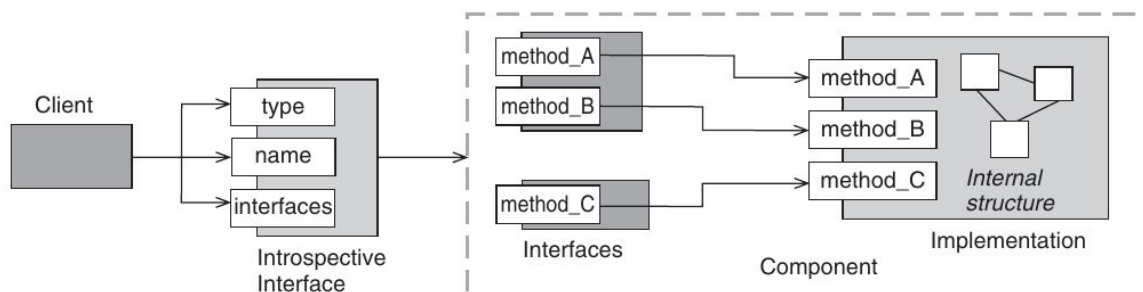 Client
type
name
interfaces
Introspective
Interface
method_A
method_B
method_C
Interfaces
method_A
method_B
method_C
Internal
structure
Implementation
Component